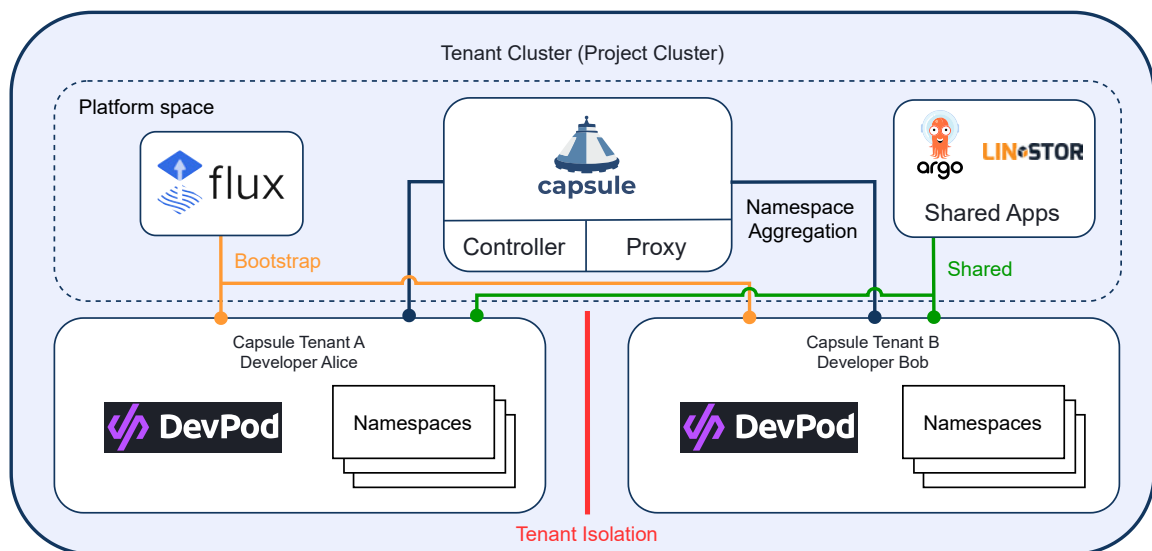 Tenant Cluster (Project Cluster)
Platform space
flux
capsule
Controller
Proxy
argo
LINSTOR
Shared Apps
Namespace
Aggregation
Bootstrap
Shared
Capsule Tenant A
Developer Alice
DevPod
Namespaces
Capsule Tenant B
Developer Bob
DevPod
Namespaces
Tenant Isolation